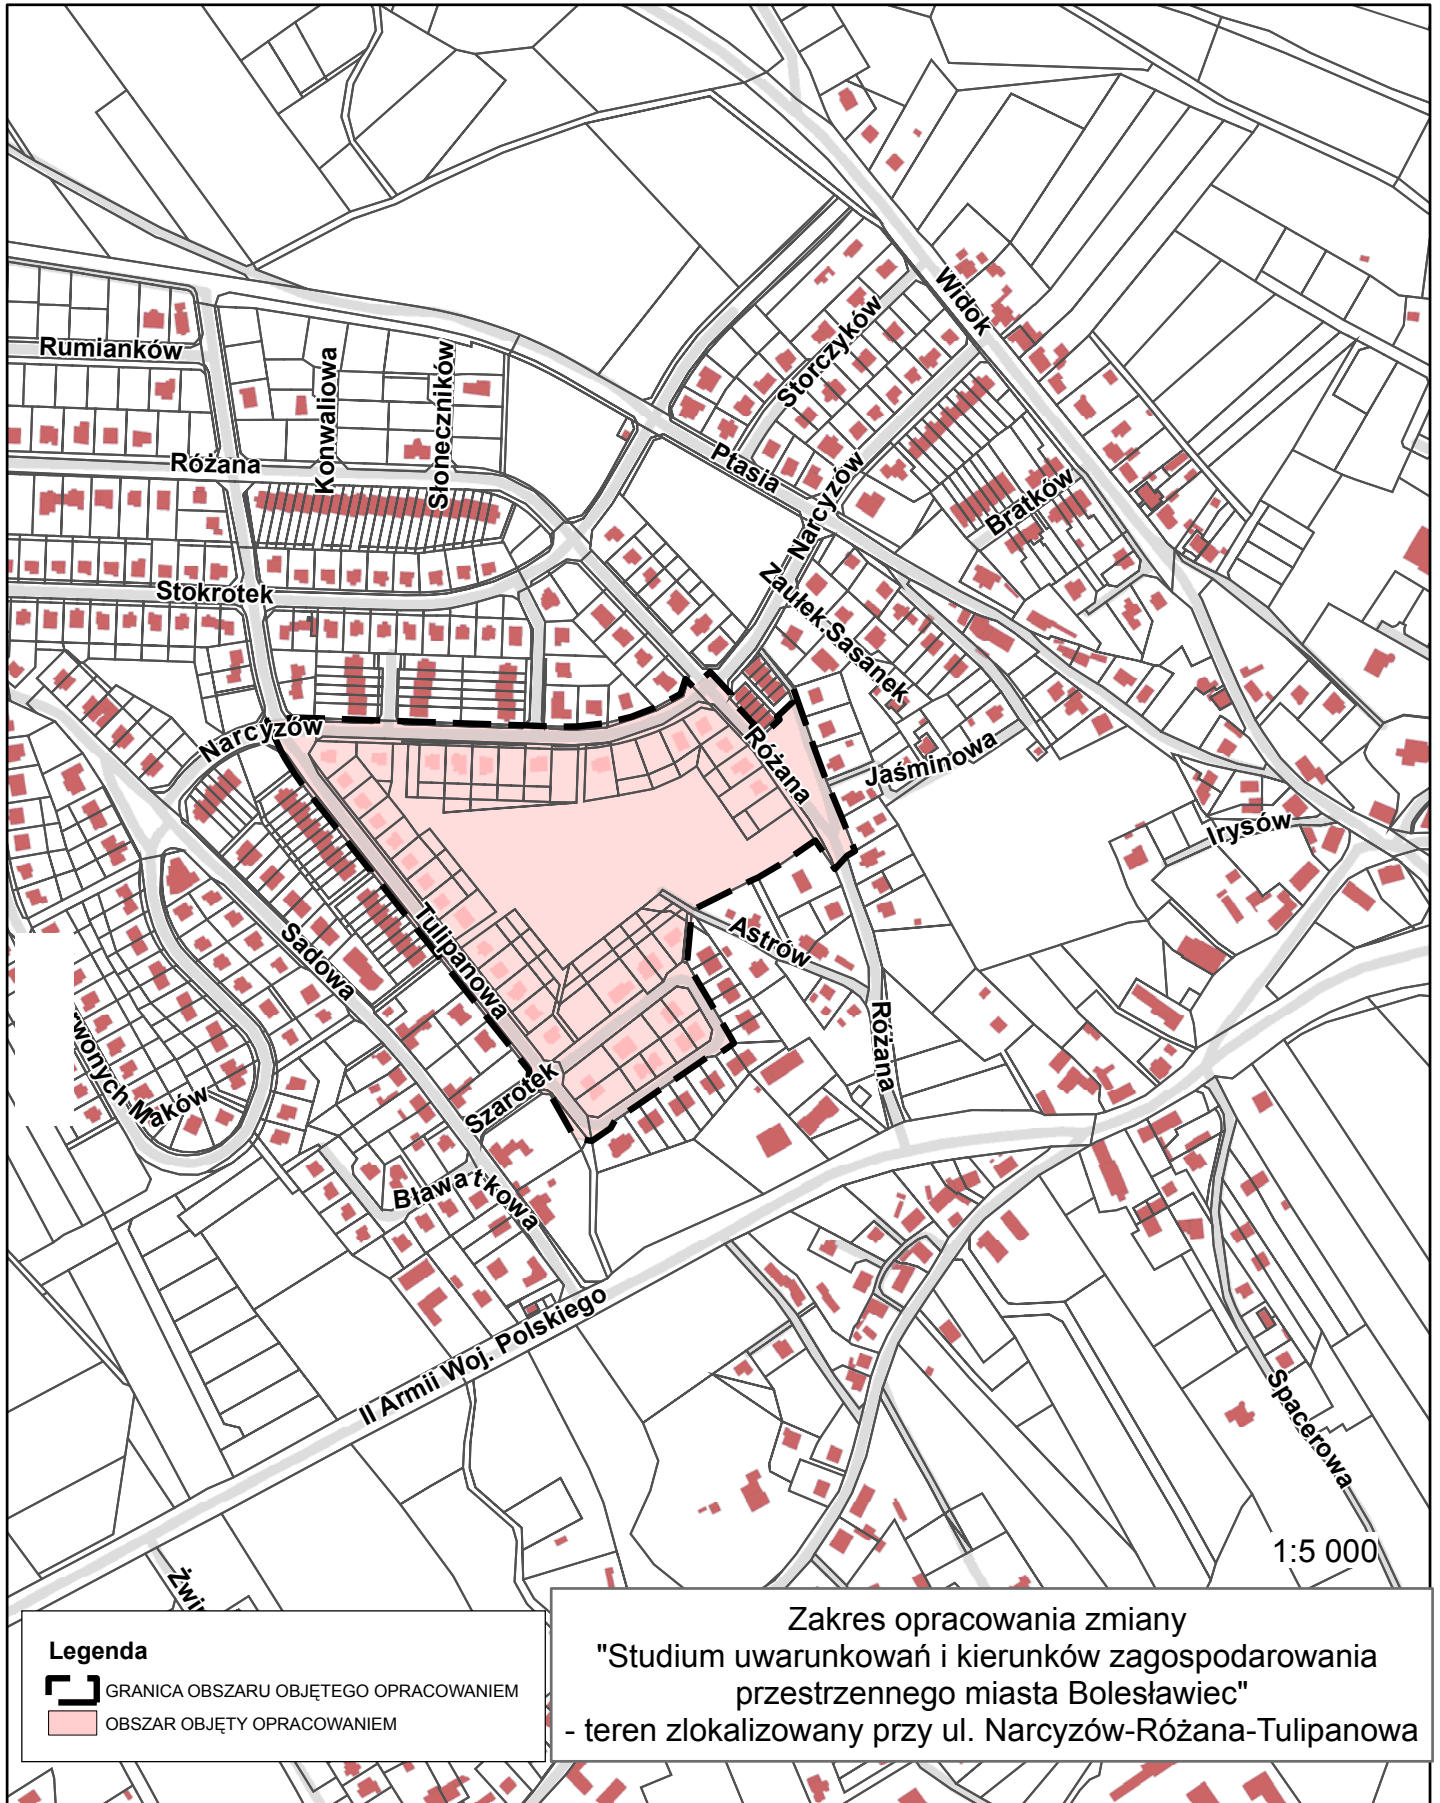 Widok
Storczyków
Rumianków
Konwaliowa
Słoneczników
Różana
Ptasia
Narcyzów
Bratków
Stokrotek
Zaułek Sasanek
Narcyzów
Różana
Jaśminowa
Irysów
Tulipanowa
Astrów
Sadowa
Różana
Maków
Szarotek
Bławatkowa
II Armii Woj. Polskiego
Spacerowa
1:5 000
Zakres opracowania zmiany
"Studium uwarunkowań i kierunków zagospodarowania
przestrzennego miasta Bolesławiec"
- teren zlokalizowany przy ul. Narcyzów-Różana-Tulipanowa
Legenda
GRANICA OBSZARU OBJĘTEGO OPRACOWANIEM
OBSZAR OBJĘTY OPRACOWANIEM